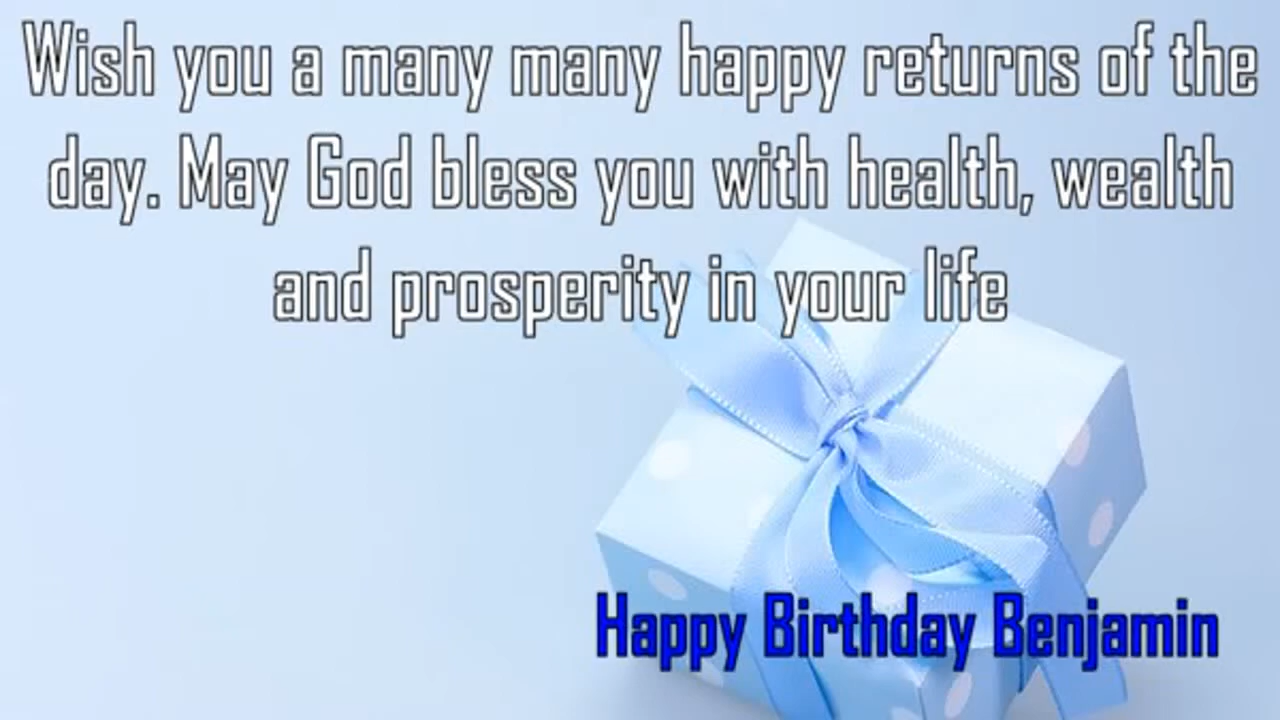 Wish you a many many happy returns of the
day. May God bless you with health, wealth
and prosperity in your life
Happy Birthday Benjamin